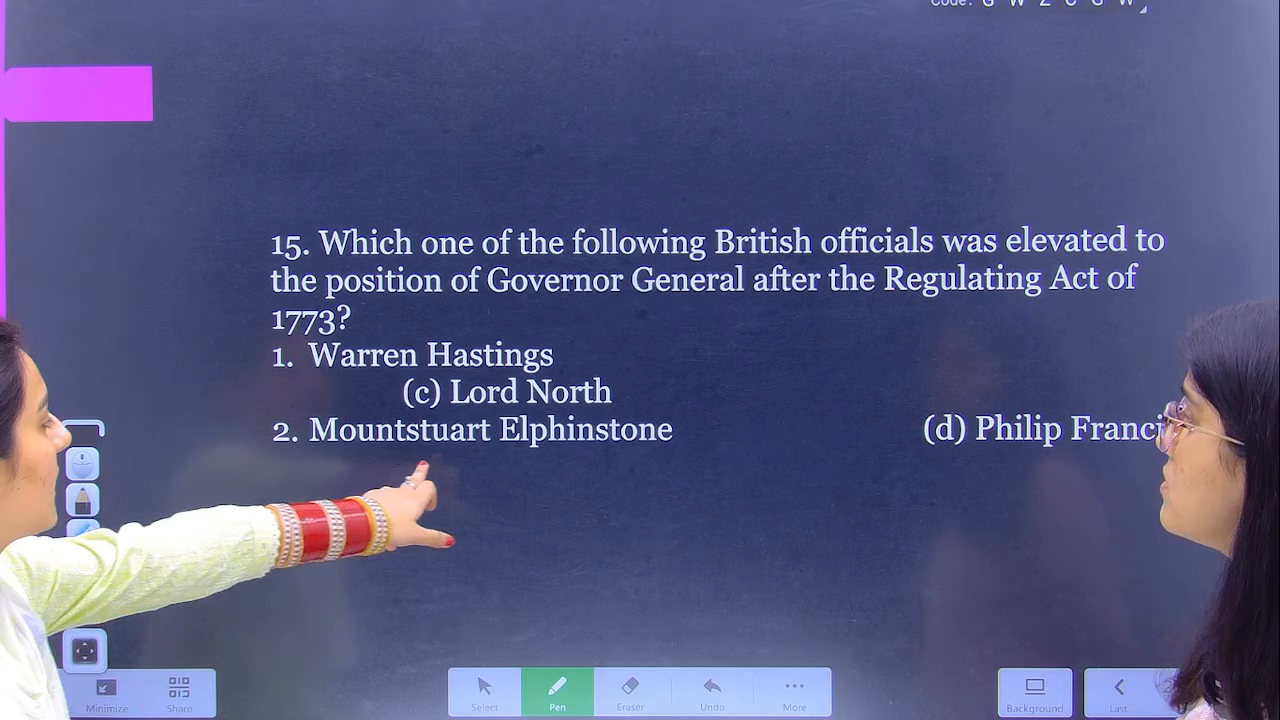 Code: G W Z C G W
15. Which one of the following British officials was elevated to
the position of Governor General after the Regulating Act of
1773?
1. Warren Hastings
(c) Lord North
2. Mountstuart Elphinstone (d) Philip
Minimize
Share
Select
Pen
Eraser
Undo
More
Background
Last